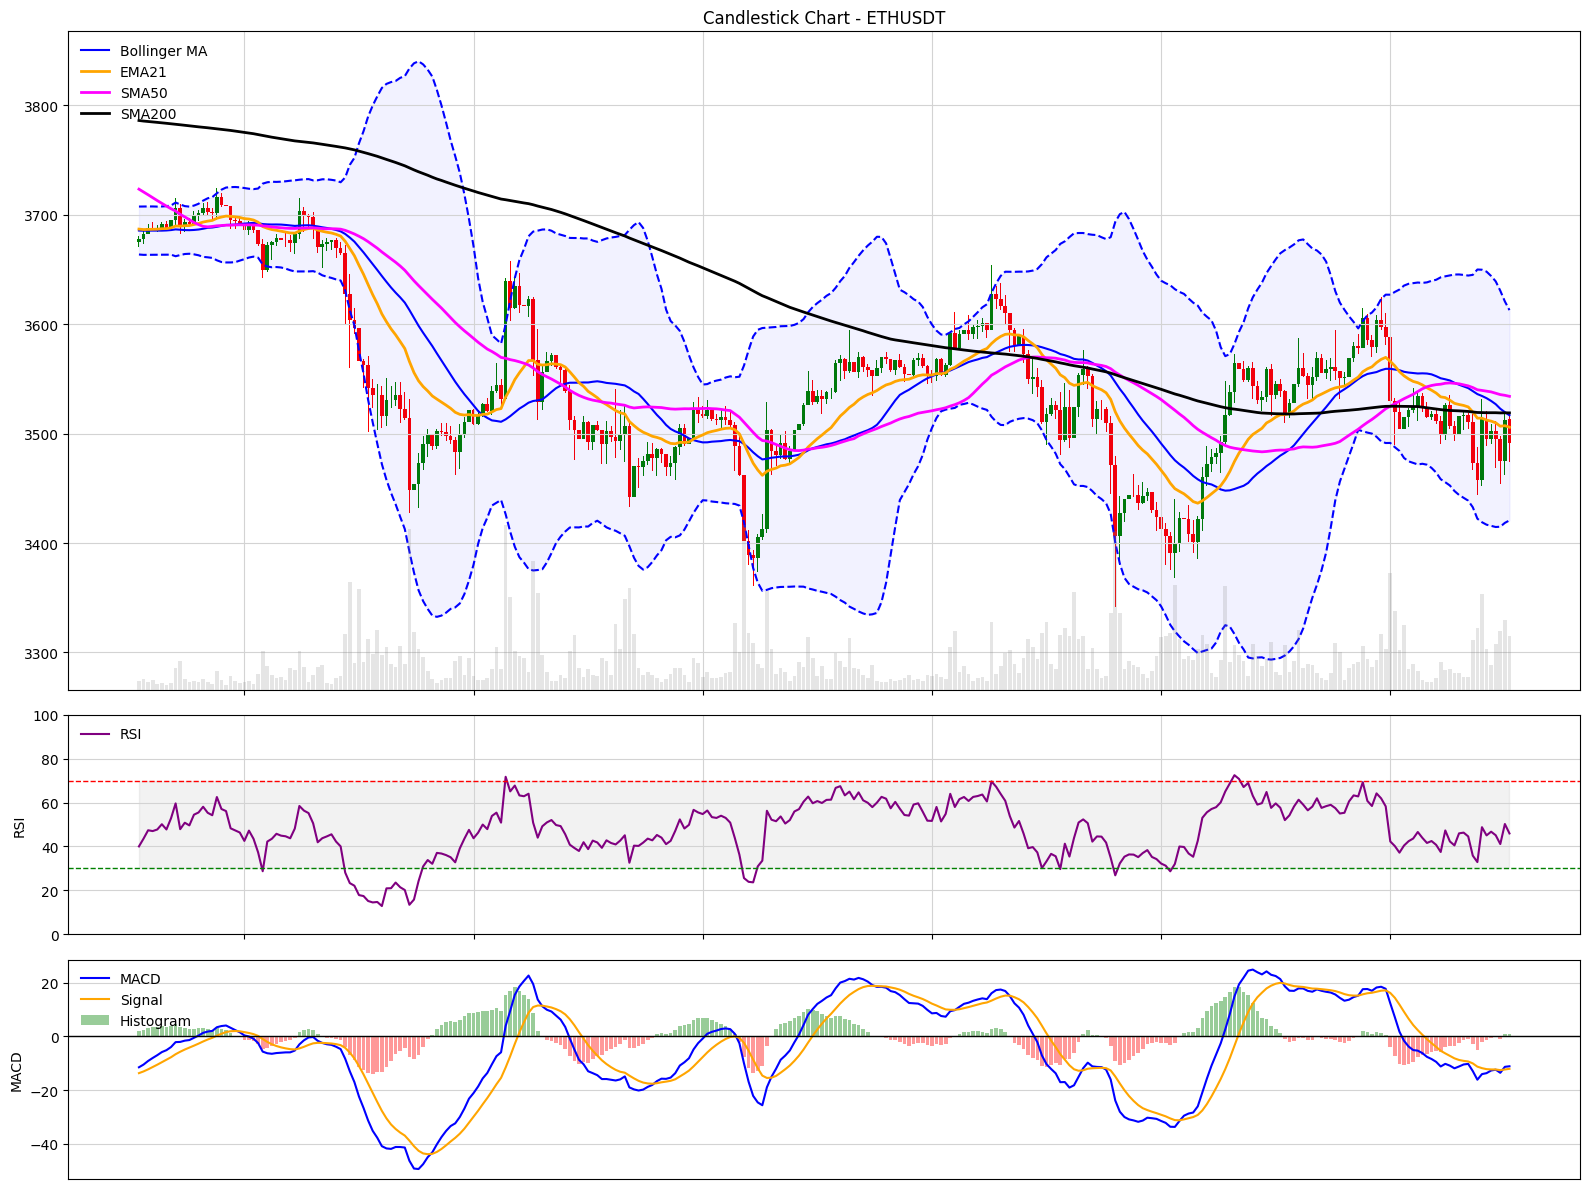 Candlestick Chart - ETHUSDT
Bollinger MA
EMA21
SMA50
SMA200
3800
3700
3600
3500
3400
3300
100
80
60
40
20
0
RSI
RSI
20
0
−20
−40
MACD
MACD
Signal
Histogram